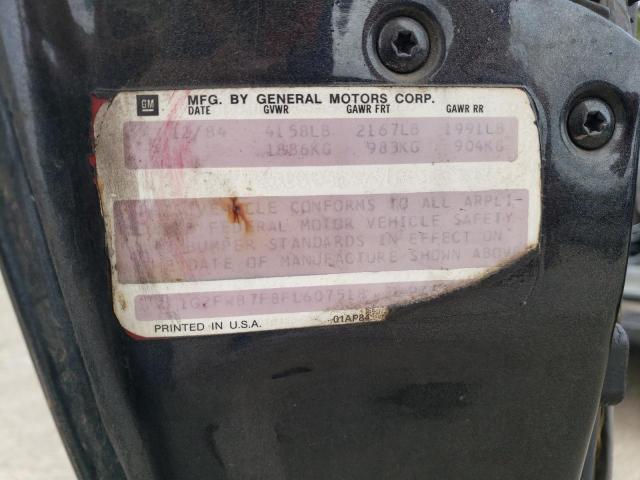 GM MFG. BY GENERAL MOTORS CORP.
DATE GVWR GAWR FRT GAWR RR
12/84 4158LB 2167LB 1991LB
1886KG 983KG 904KG
VEHICLE CONFORMS TO ALL APPLI-
FEDERAL MOTOR VEHICLE SAFETY
BUMPER STANDARDS IN EFFECT ON
DATE OF MANUFACTURE SHOWN ABOVE
PRINTED IN U.S.A. 01AP84